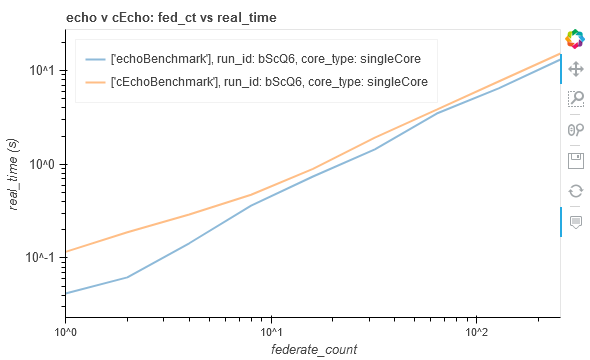 echo v cEcho: fed_ct vs real_time
['echoBenchmark'], run_id: bScQ6, core_type: singleCore
['cEchoBenchmark'], run_id: bScQ6, core_type: singleCore
real_time (s)
10^1
10^0
10^-1
10^0
10^1
10^2
federate_count